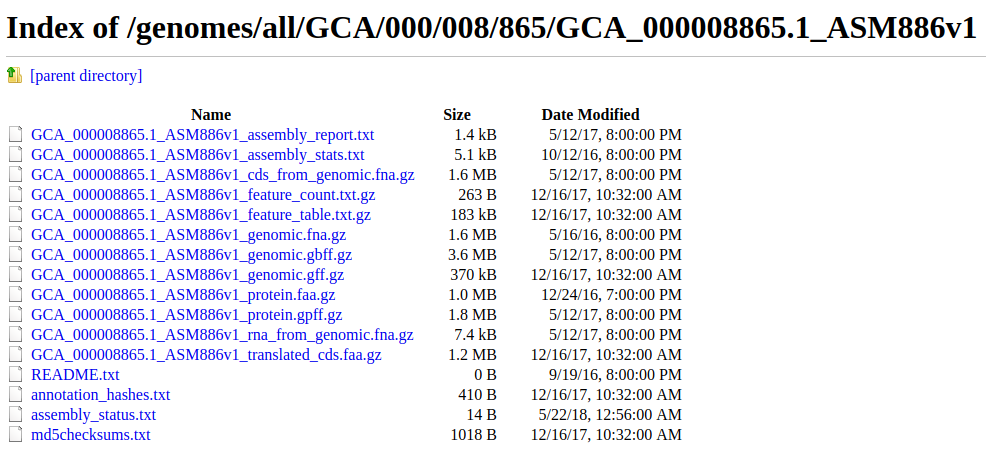 Index of /genomes/all/GCA/000/008/865/GCA_000008865.1_ASM886v1
[parent directory]
Name Size Date Modified
GCA_000008865.1_ASM886v1_assembly_report.txt 1.4 kB 5/12/17, 8:00:00 PM
GCA_000008865.1_ASM886v1_assembly_stats.txt 5.1 kB 10/12/16, 8:00:00 PM
GCA_000008865.1_ASM886v1_cds_from_genomic.fna.gz 1.6 MB 5/12/17, 8:00:00 PM
GCA_000008865.1_ASM886v1_feature_count.txt.gz 263 B 12/16/17, 10:32:00 AM
GCA_000008865.1_ASM886v1_feature_table.txt.gz 183 kB 12/16/17, 10:32:00 AM
GCA_000008865.1_ASM886v1_genomic.fna.gz 1.6 MB 5/16/16, 8:00:00 PM
GCA_000008865.1_ASM886v1_genomic.gbff.gz 3.6 MB 5/12/17, 8:00:00 PM
GCA_000008865.1_ASM886v1_genomic.gff.gz 370 kB 12/16/17, 10:32:00 AM
GCA_000008865.1_ASM886v1_protein.faa.gz 1.0 MB 12/24/16, 7:00:00 PM
GCA_000008865.1_ASM886v1_protein.gpff.gz 1.8 MB 5/12/17, 8:00:00 PM
GCA_000008865.1_ASM886v1_rna_from_genomic.fna.gz 7.4 kB 5/12/17, 8:00:00 PM
GCA_000008865.1_ASM886v1_translated_cds.faa.gz 1.2 MB 12/16/17, 10:32:00 AM
README.txt 0 B 9/19/16, 8:00:00 PM
annotation_hashes.txt 410 B 12/16/17, 10:32:00 AM
assembly_status.txt 14 B 5/22/18, 12:56:00 AM
md5checksums.txt 1018 B 12/16/17, 10:32:00 AM